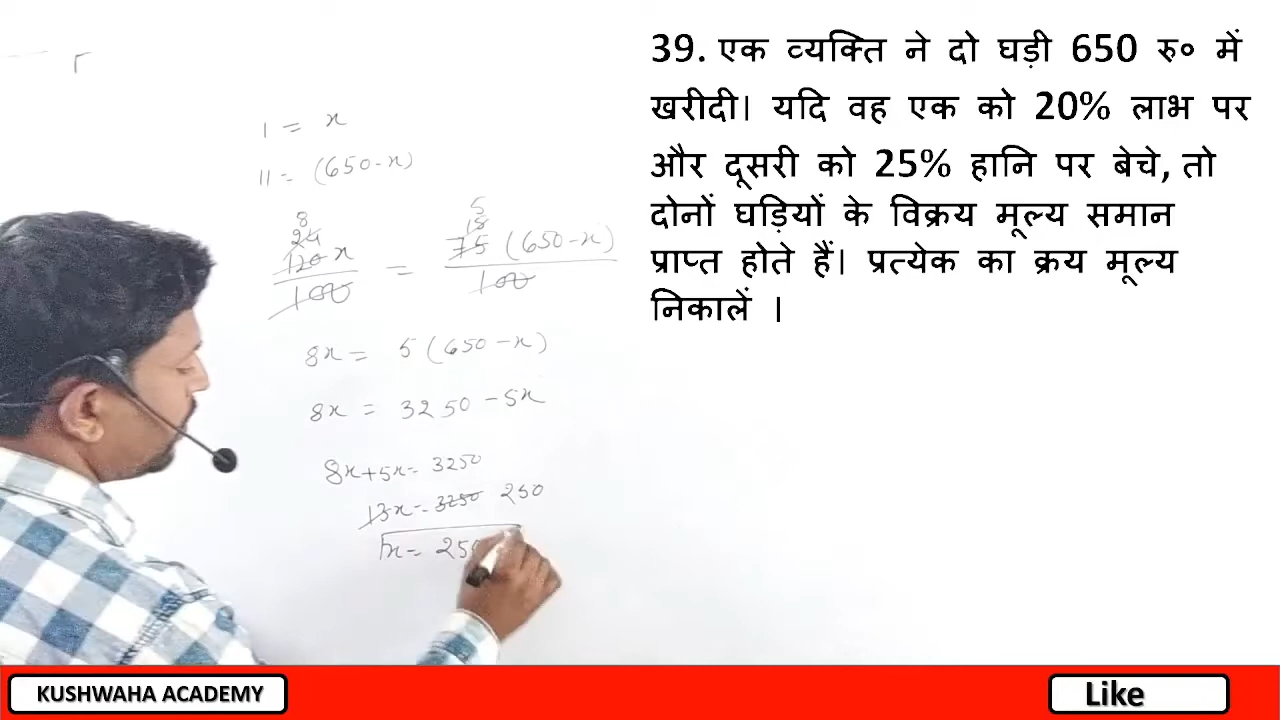 39. एक व्यक्ति ने दो घड़ी 650 रु० में
खरीदी। यदि वह एक को 20% लाभ पर
और दूसरी को 25% हानि पर बेचे, तो
दोनों घड़ियों के विक्रय मूल्य समान
प्राप्त होते हैं। प्रत्येक का क्रय मूल्य
निकालें ।
I = x
II = (650-x)
8 5
24 15
120 x = 75 (650-x)
100 100
8x = 5 (650-x)
8x = 3250 - 5x
8x+5x = 3250
13x = 3250 250
x = 250
KUSHWAHA ACADEMY
Like